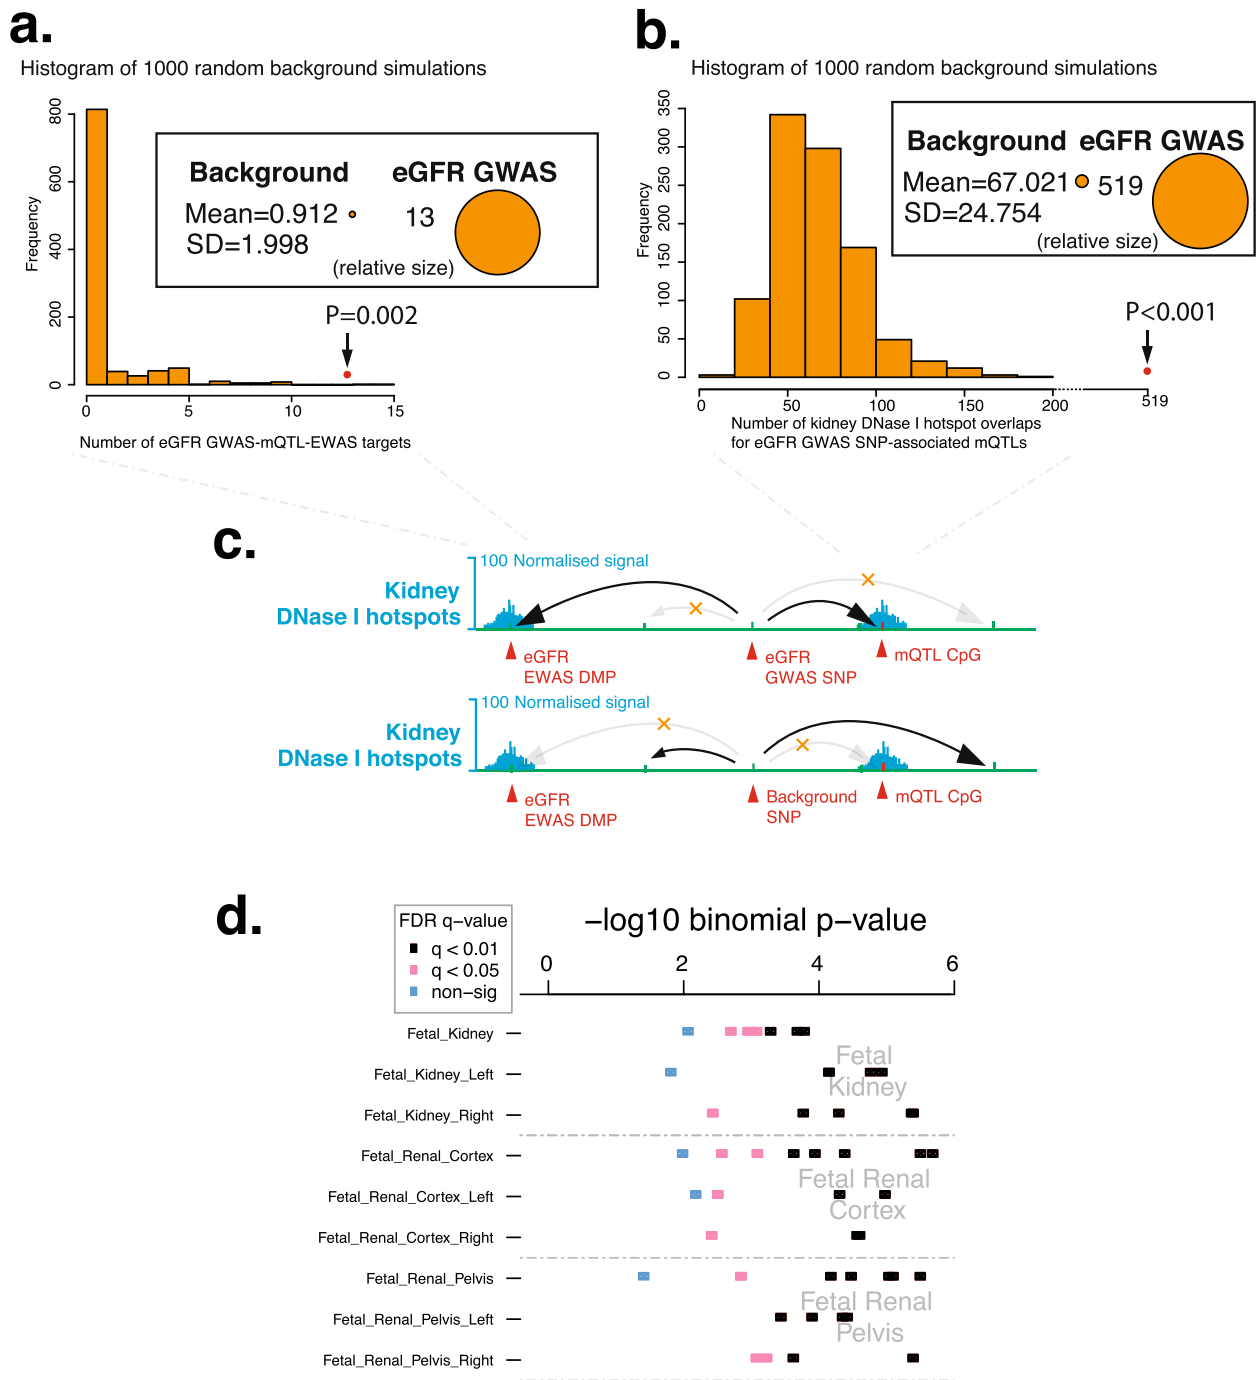 a.
Histogram of 1000 random background simulations
Frequency
0
200
400
600
800
Background eGFR GWAS
Mean=0.912 13
SD=1.998
(relative size)
P=0.002
0 5 10 15
Number of eGFR GWAS-mQTL-EWAS targets
b.
Histogram of 1000 random background simulations
Frequency
0
50
100
150
200
250
300
350
Background eGFR GWAS
Mean=67.021 519
SD=24.754
(relative size)
P<0.001
0 50 100 150 200 519
Number of kidney DNase I hotspot overlaps
for eGFR GWAS SNP-associated mQTLs
c.
100 Normalised signal
Kidney
DNase I hotspots
eGFR
EWAS DMP
eGFR
GWAS SNP
mQTL CpG
100 Normalised signal
Kidney
DNase I hotspots
eGFR
EWAS DMP
Background
SNP
mQTL CpG
d.
FDR q−value
q < 0.01
q < 0.05
non−sig
−log10 binomial p−value
0 2 4 6
Fetal_Kidney
Fetal_Kidney_Left
Fetal_Kidney_Right
Fetal
Kidney
Fetal_Renal_Cortex
Fetal_Renal_Cortex_Left
Fetal_Renal_Cortex_Right
Fetal Renal
Cortex
Fetal_Renal_Pelvis
Fetal_Renal_Pelvis_Left
Fetal_Renal_Pelvis_Right
Fetal Renal
Pelvis